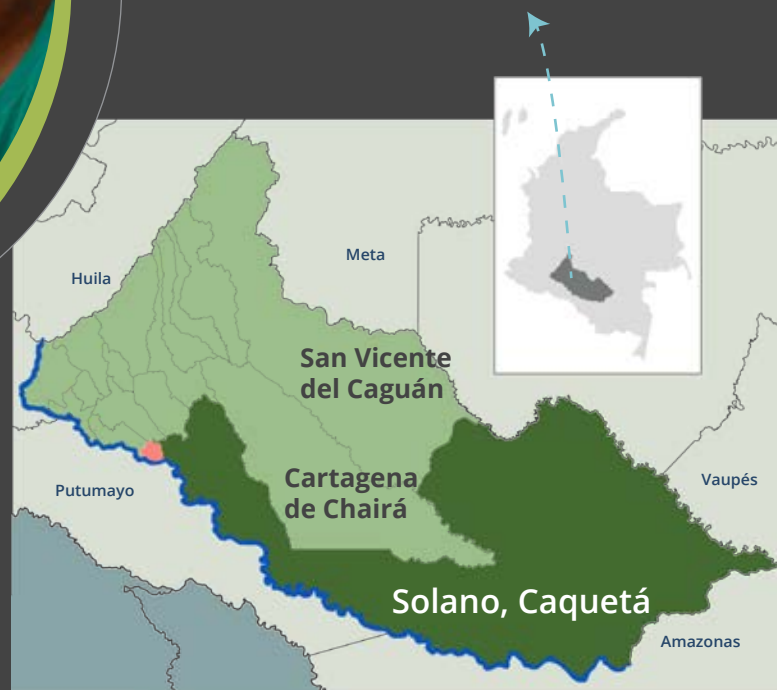 Meta
Huila
San Vicente
del Caguán
Cartagena
de Chairá
Vaupés
Putumayo
Solano, Caquetá
Amazonas